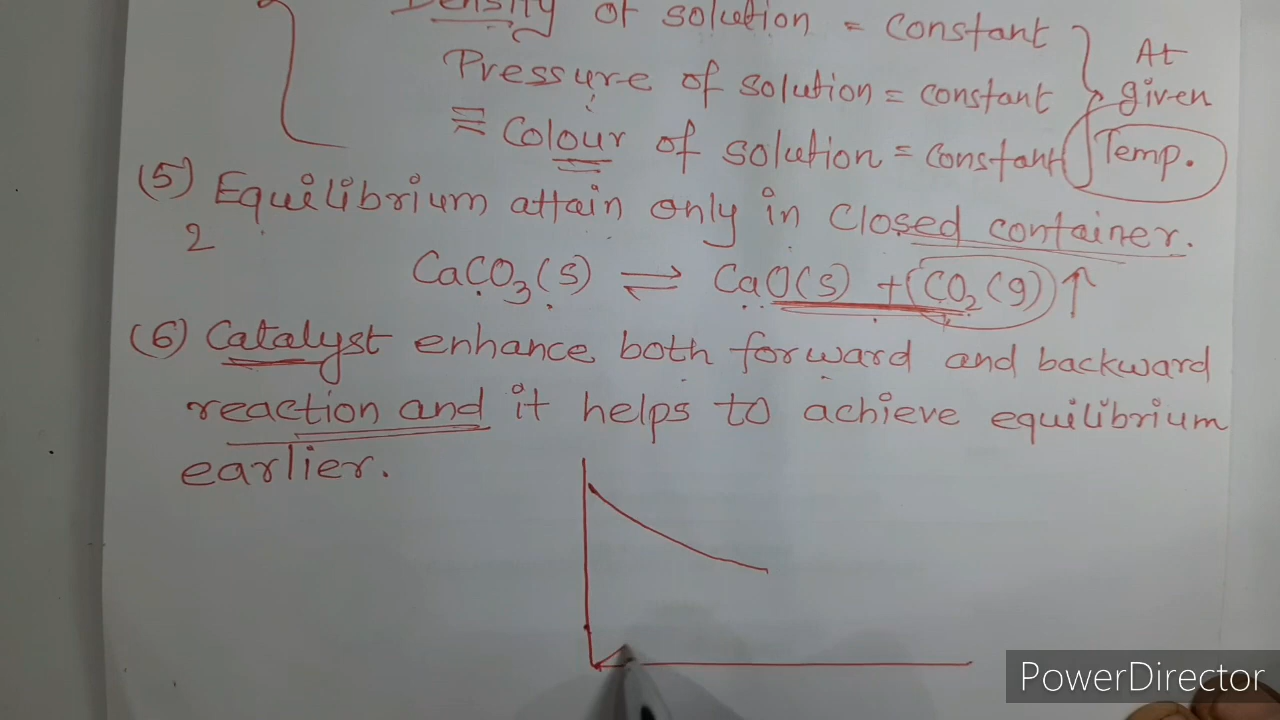 Density of solution = constant
Pressure of solution = constant
= Colour of solution = constant
At
given
Temp.
(5) Equilibrium attain only in closed container.
2
CaCO₃(s) ⇌ CaO(s) + CO₂(g) ↑
(6) Catalyst enhance both forward and backward
reaction and it helps to achieve equilibrium
earlier.
PowerDirector